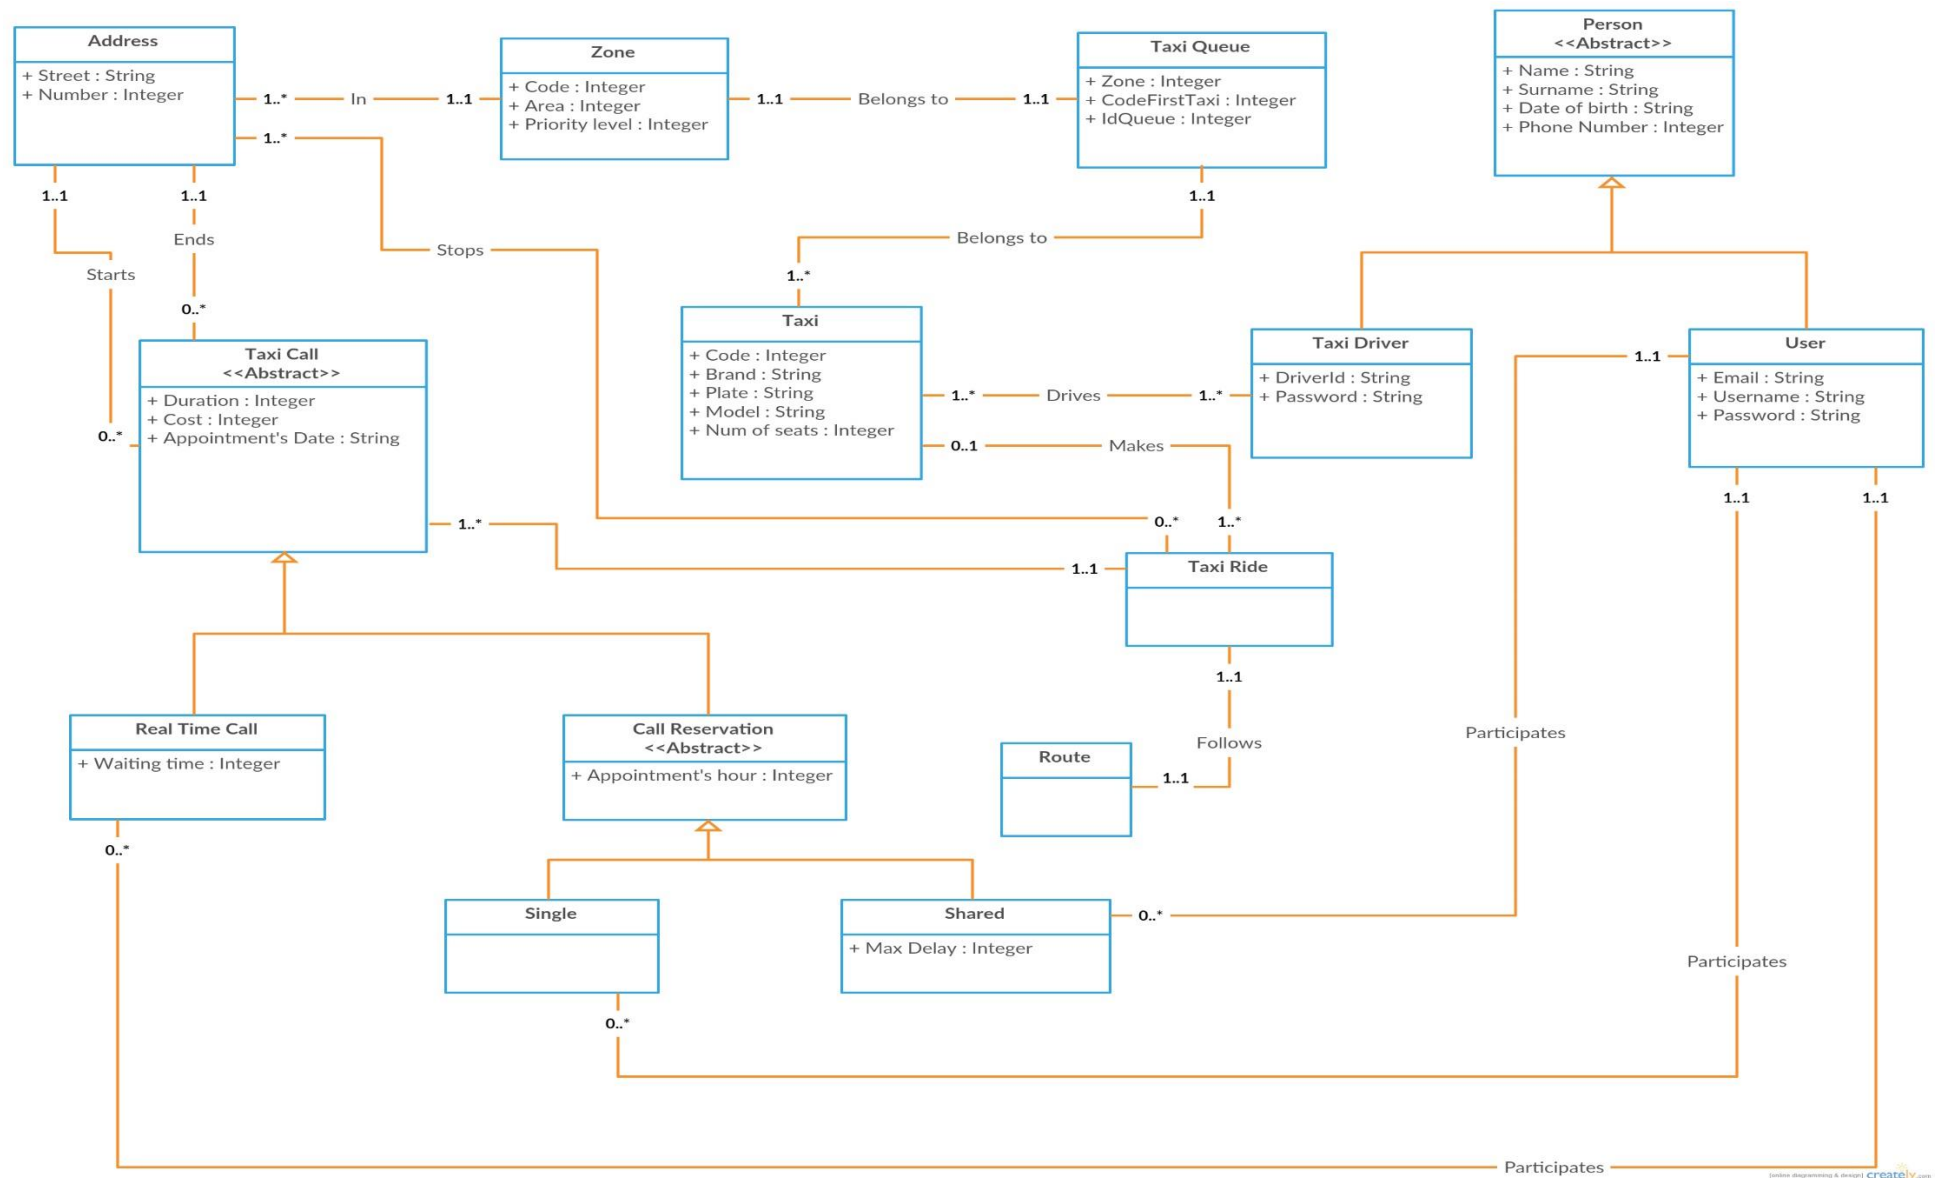 Address
+ Street : String
+ Number : Integer
Zone
+ Code : Integer
+ Area : Integer
+ Priority level : Integer
Taxi Queue
+ Zone : Integer
+ CodeFirstTaxi : Integer
+ IdQueue : Integer
Person
<<Abstract>>
+ Name : String
+ Surname : String
+ Date of birth : String
+ Phone Number : Integer
1..*
In
1..1
1..1
Belongs to
1..1
1..*
1..1
1..1
1..1
Ends
Stops
Belongs to
Starts
1..*
0..*
Taxi Call
<<Abstract>>
+ Duration : Integer
+ Cost : Integer
+ Appointment's Date : String
0..*
Taxi
+ Code : Integer
+ Brand : String
+ Plate : String
+ Model : String
+ Num of seats : Integer
Taxi Driver
+ DriverId : String
+ Password : String
User
+ Email : String
+ Username : String
+ Password : String
1..1
1..*
Drives
1..*
0..1
Makes
1..1
1..1
1..*
0..*
1..*
1..1
Taxi Ride
1..1
Real Time Call
+ Waiting time : Integer
Call Reservation
<<Abstract>>
+ Appointment's hour : Integer
Route
Follows
1..1
Participates
0..*
Single
Shared
+ Max Delay : Integer
0..*
Participates
0..*
Participates
[online diagramming & design] creately.com